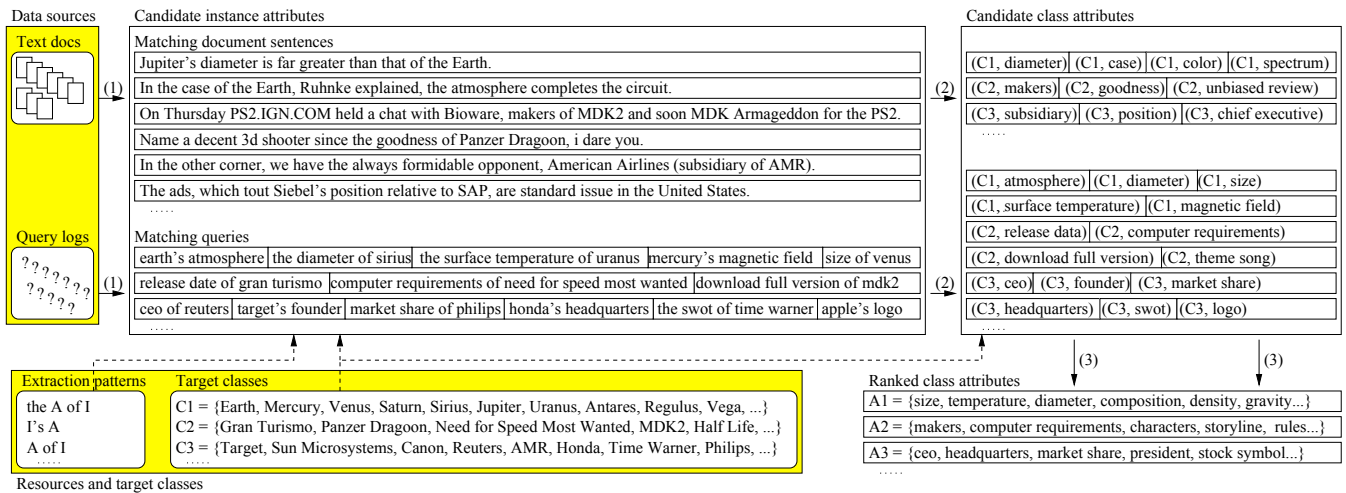 Data sources
Text docs
(1)
Query logs
? ? ? ? ? ? ? ? ? ?
(1)
Candidate instance attributes
Matching document sentences
Jupiter's diameter is far greater than that of the Earth.
In the case of the Earth, Ruhnke explained, the atmosphere completes the circuit.
On Thursday PS2.IGN.COM held a chat with Bioware, makers of MDK2 and soon MDK Armageddon for the PS2.
Name a decent 3d shooter since the goodness of Panzer Dragoon, i dare you.
In the other corner, we have the always formidable opponent, American Airlines (subsidiary of AMR).
The ads, which tout Siebel's position relative to SAP, are standard issue in the United States.
.....
Matching queries
earth's atmosphere the diameter of sirius the surface temperature of uranus mercury's magnetic field size of venus
release date of gran turismo computer requirements of need for speed most wanted download full version of mdk2
ceo of reuters target's founder market share of philips honda's headquarters the swot of time warner apple's logo
.....
(2)
(2)
Candidate class attributes
(C1, diameter) (C1, case) (C1, color) (C1, spectrum)
(C2, makers) (C2, goodness) (C2, unbiased review)
(C3, subsidiary) (C3, position) (C3, chief executive)
.....
(C1, atmosphere) (C1, diameter) (C1, size)
(C1, surface temperature) (C1, magnetic field)
(C2, release data) (C2, computer requirements)
(C2, download full version) (C2, theme song)
(C3, ceo) (C3, founder) (C3, market share)
(C3, headquarters) (C3, swot) (C3, logo)
.....
(3)
(3)
Extraction patterns
the A of I
I's A
A of I
.....
Target classes
C1 = {Earth, Mercury, Venus, Saturn, Sirius, Jupiter, Uranus, Antares, Regulus, Vega, ...}
C2 = {Gran Turismo, Panzer Dragoon, Need for Speed Most Wanted, MDK2, Half Life, ...}
C3 = {Target, Sun Microsystems, Canon, Reuters, AMR, Honda, Time Warner, Philips, ...}
.....
Resources and target classes
Ranked class attributes
A1 = {size, temperature, diameter, composition, density, gravity...}
A2 = {makers, computer requirements, characters, storyline, rules...}
A3 = {ceo, headquarters, market share, president, stock symbol...}
.....